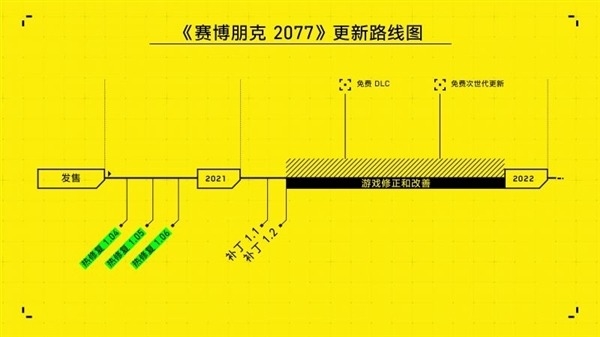 《赛博朋克 2077》更新路线图
免费 DLC
免费次世代更新
发售
2021
游戏修正和改善
2022
热修复 1.04
热修复 1.05
热修复 1.06
补丁 1.1
补丁 1.2